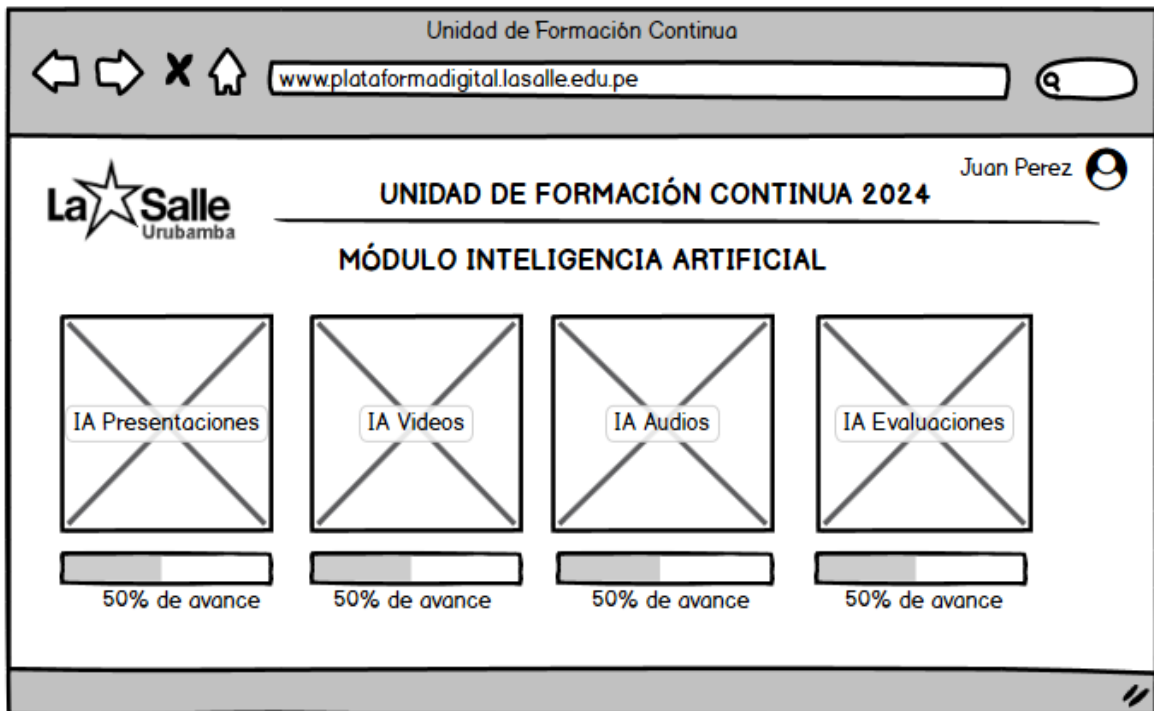 Unidad de Formación Continua
www.plataformadigital.lasalle.edu.pe
Juan Perez
La Salle
Urubamba
UNIDAD DE FORMACIÓN CONTINUA 2024
MÓDULO INTELIGENCIA ARTIFICIAL
IA Presentaciones
IA Videos
IA Audios
IA Evaluaciones
50% de avance
50% de avance
50% de avance
50% de avance